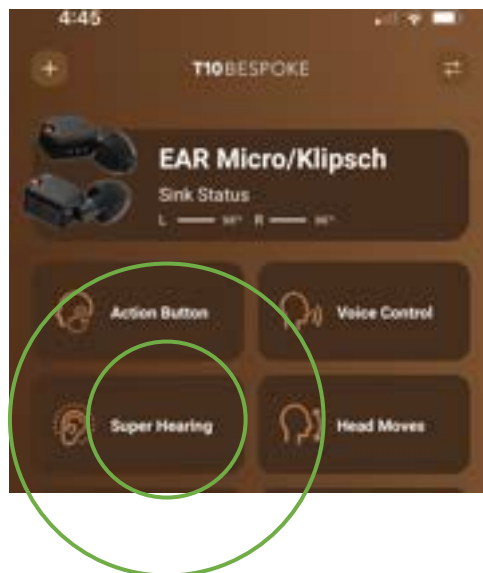 4:45
T10BESPOKE
EAR Micro/Klipsch
Sink Status
L R
Action Button
Voice Control
Super Hearing
Head Moves